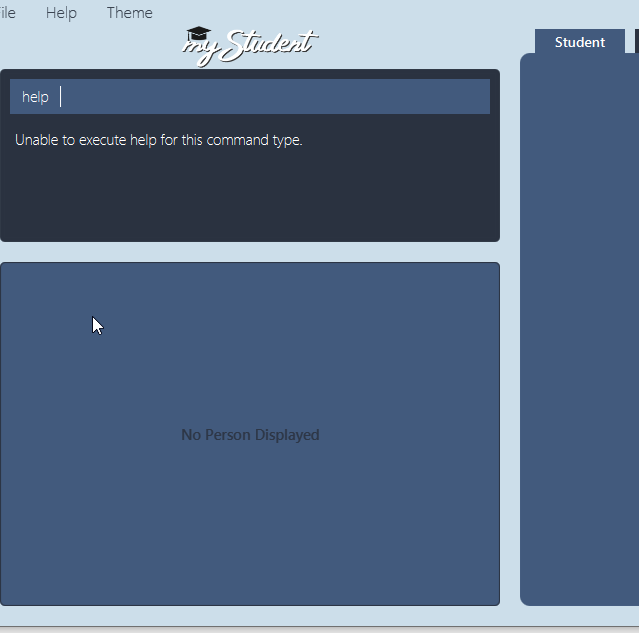 ile Help Theme
myStudent
Student
help
Unable to execute help for this command type.
No Person Displayed